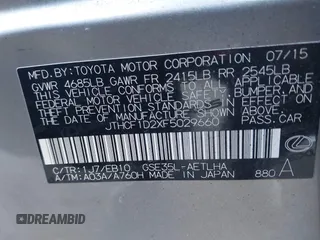 MFD.BY:TOYOTA MOTOR CORPORATION 07/15
GVWR 4685LB GAWR FR 2415LB RR 2545LB
THIS VEHICLE CONFORMS TO ALL APPLICABLE
FEDERAL MOTOR VEHICLE SAFETY, BUMPER, AND
THEFT PREVENTION STANDARDS IN EFFECT ON
THE DATE OF MANUFACTURE SHOWN ABOVE.
JTHCF1D2XF5029660 PASS.CAR
C/TR:1J7/EB10 GSE35L-AETLHA
A/TM:A03A/A760H MADE IN JAPAN 880 A
DREAMBID